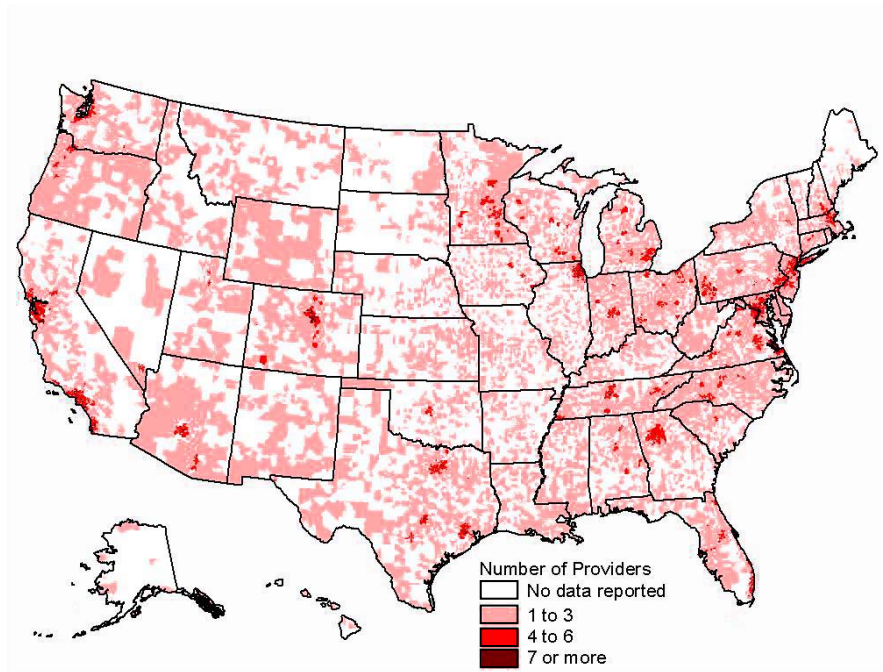 Number of Providers
No data reported
1 to 3
4 to 6
7 or more